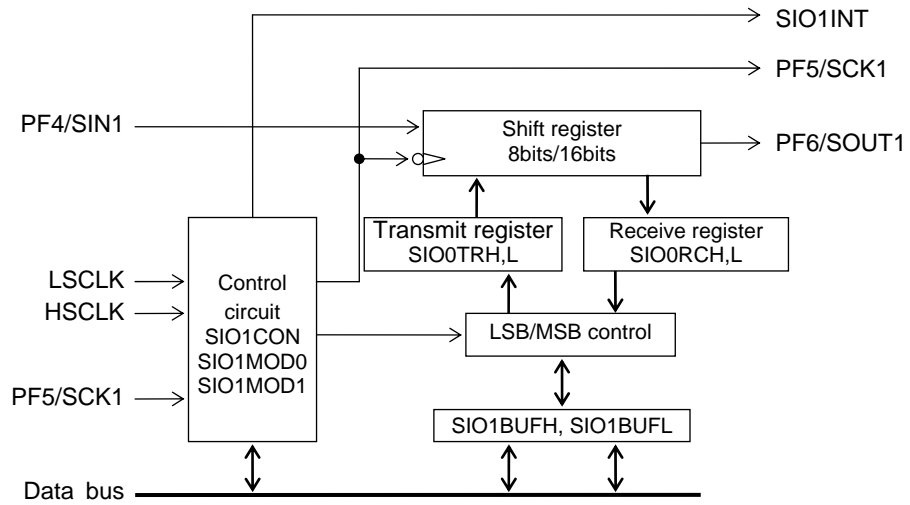 SIO1INT
PF5/SCK1
PF4/SIN1
Shift register
8bits/16bits
PF6/SOUT1
Transmit register
SIO0TRH,L
Receive register
SIO0RCH,L
LSCLK
HSCLK
PF5/SCK1
Control
circuit
SIO1CON
SIO1MOD0
SIO1MOD1
LSB/MSB control
SIO1BUFH, SIO1BUFL
Data bus